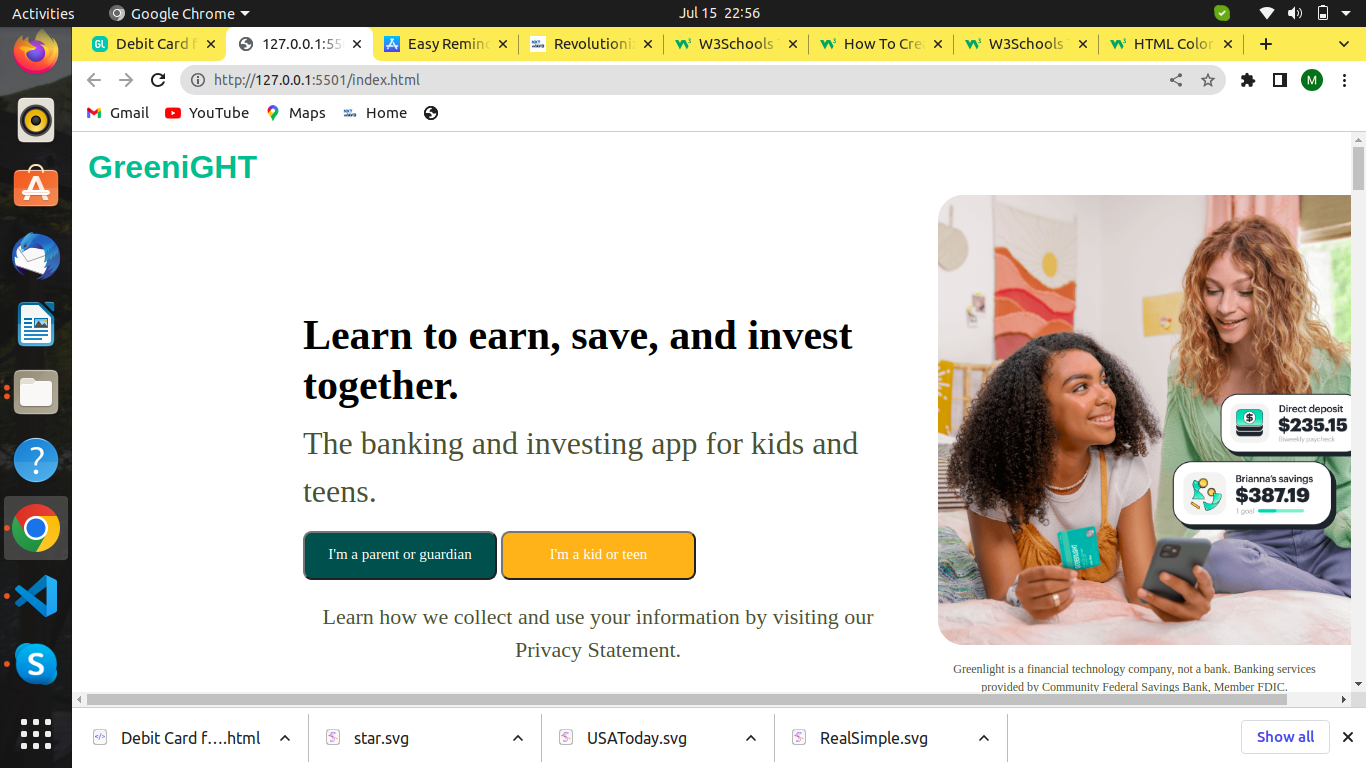 Activities
Google Chrome
Jul 15 22:56
Debit Card f
127.0.0.1:55
Easy Remin
Revolutioni
W3Schools
How To Cre
W3Schools
HTML Color
http://127.0.0.1:5501/index.html
M
Gmail
YouTube
Maps
Home
GreeniGHT
Learn to earn, save, and invest
together.
The banking and investing app for kids and
teens.
I'm a parent or guardian
I'm a kid or teen
Learn how we collect and use your information by visiting our
Privacy Statement.
Direct deposit
$235.15
Biweekly paycheck
Brianna's savings
$387.19
1 goal
Greenlight is a financial technology company, not a bank. Banking services
provided by Community Federal Savings Bank, Member FDIC.
Debit Card f….html
star.svg
USAToday.svg
RealSimple.svg
Show all